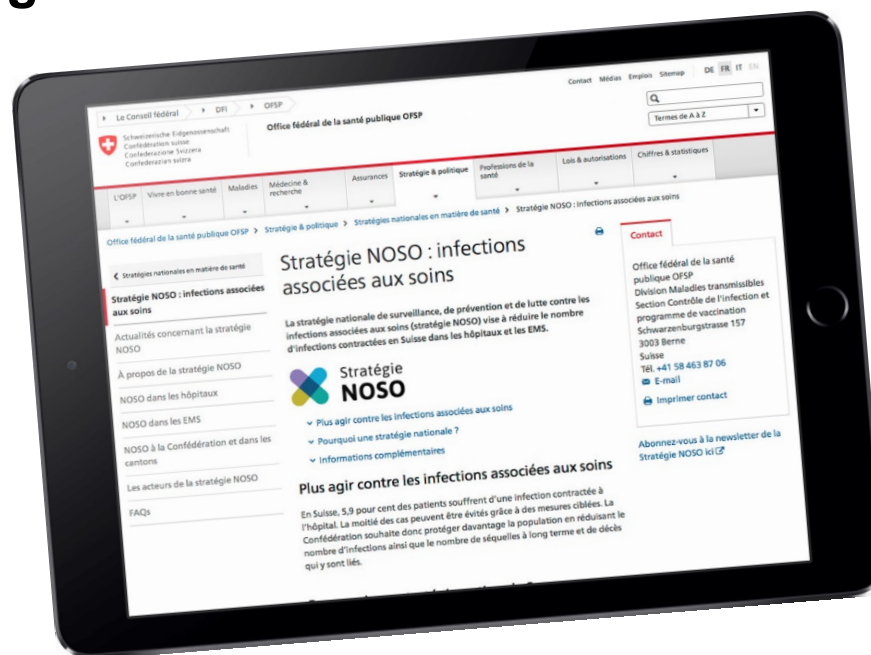 Le Conseil fédéral DFI OFSP
Contact Médias Emplois Sitemap DE FR IT EN
Schweizerische Eidgenossenschaft
Confédération suisse
Confederazione Svizzera
Confederaziun svizra
Office fédéral de la santé publique OFSP
Termes de A à Z
L'OFSP Vivre en bonne santé Maladies Médecine & recherche Assurances Stratégie & politique Professions de la santé Lois & autorisations Chiffres & statistiques
Office fédéral de la santé publique OFSP > Stratégie & politique > Stratégies nationales en matière de santé > Stratégie NOSO : infections associées aux soins
Stratégies nationales en matière de santé
Stratégie NOSO : infections associées
aux soins
Actualités concernant la stratégie
NOSO
À propos de la stratégie NOSO
NOSO dans les hôpitaux
NOSO dans les EMS
NOSO à la Confédération et dans les
cantons
Les acteurs de la stratégie NOSO
FAQs
Stratégie NOSO : infections
associées aux soins
La stratégie nationale de surveillance, de prévention et de lutte contre les
infections associées aux soins (stratégie NOSO) vise à réduire le nombre
d'infections contractées en Suisse dans les hôpitaux et les EMS.
Stratégie
NOSO
Plus agir contre les infections associées aux soins
Pourquoi une stratégie nationale ?
Informations complémentaires
Plus agir contre les infections associées aux soins
En Suisse, 5,9 pour cent des patients souffrent d'une infection contractée à
l'hôpital. La moitié des cas peuvent être évités grâce à des mesures ciblées. La
Confédération souhaite donc protéger davantage la population en réduisant le
nombre d'infections ainsi que le nombre de séquelles à long terme et de décès
qui y sont liés.
Contact
Office fédéral de la santé
publique OFSP
Division Maladies transmissibles
Section Contrôle de l'infection et
programme de vaccination
Schwarzenburgstrasse 157
3003 Berne
Suisse
Tél. +41 58 463 87 06
E-mail
Imprimer contact
Abonnez-vous à la newsletter de la
Stratégie NOSO ici